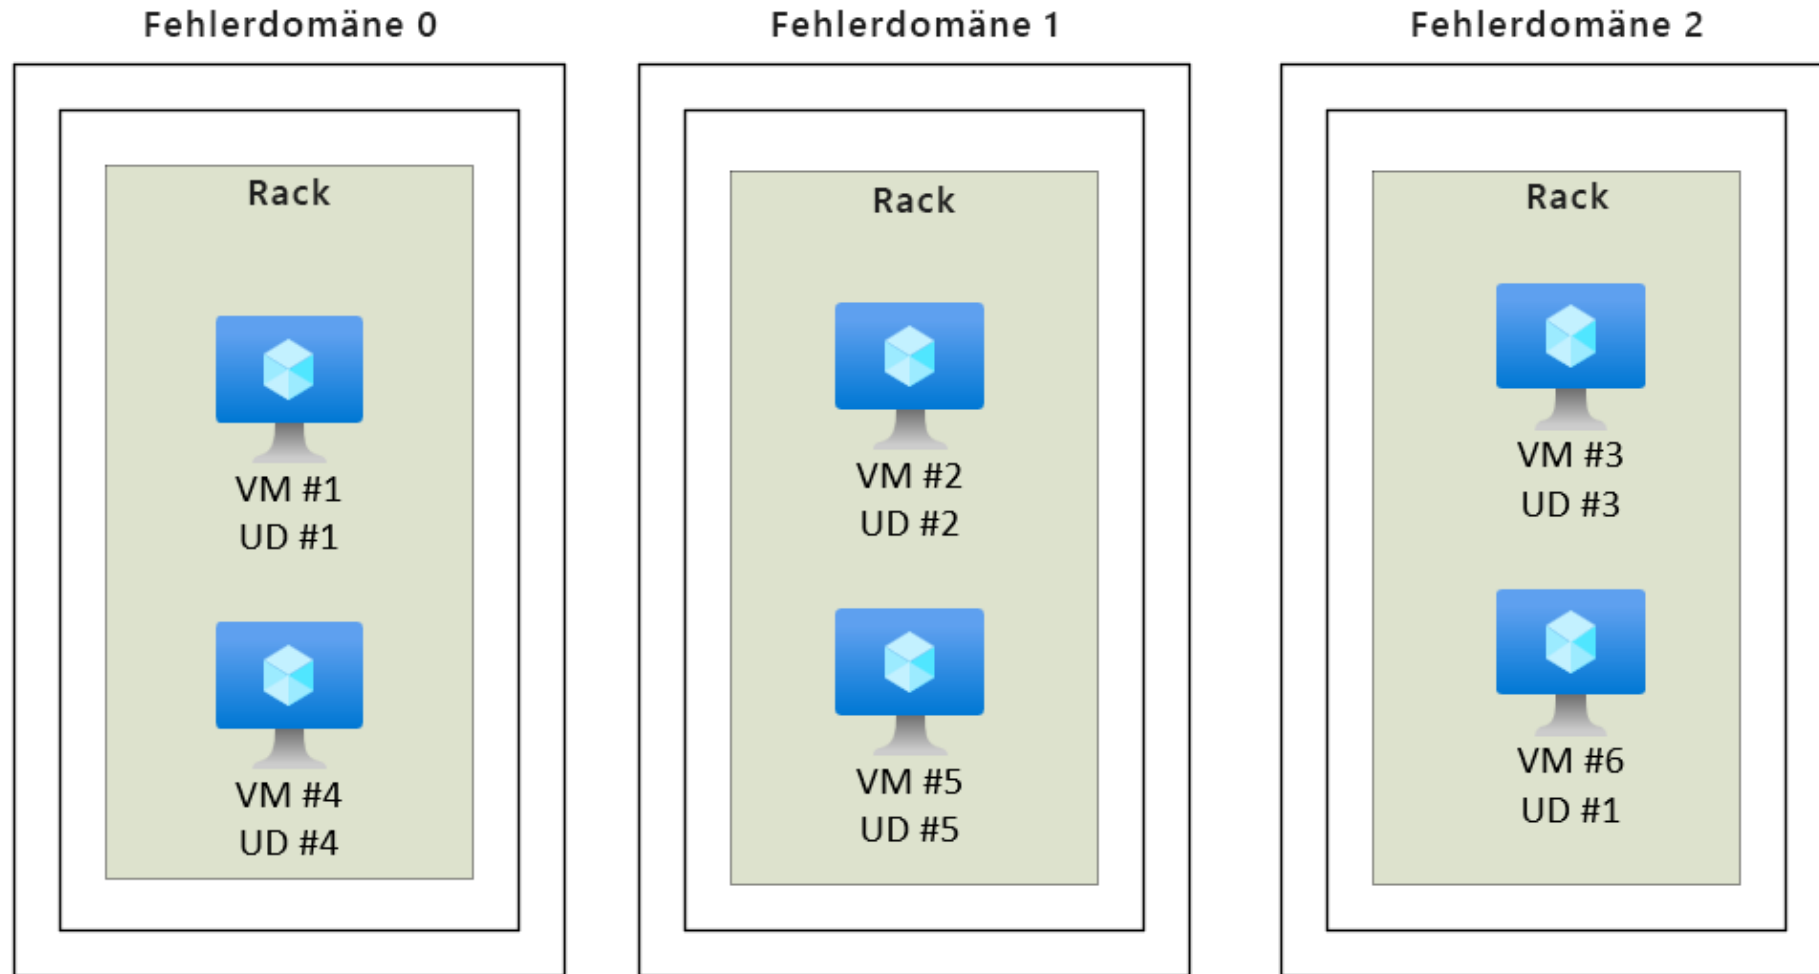 Fehlerdomäne 0
Rack
VM #1
UD #1
VM #4
UD #4
Fehlerdomäne 1
Rack
VM #2
UD #2
VM #5
UD #5
Fehlerdomäne 2
Rack
VM #3
UD #3
VM #6
UD #1